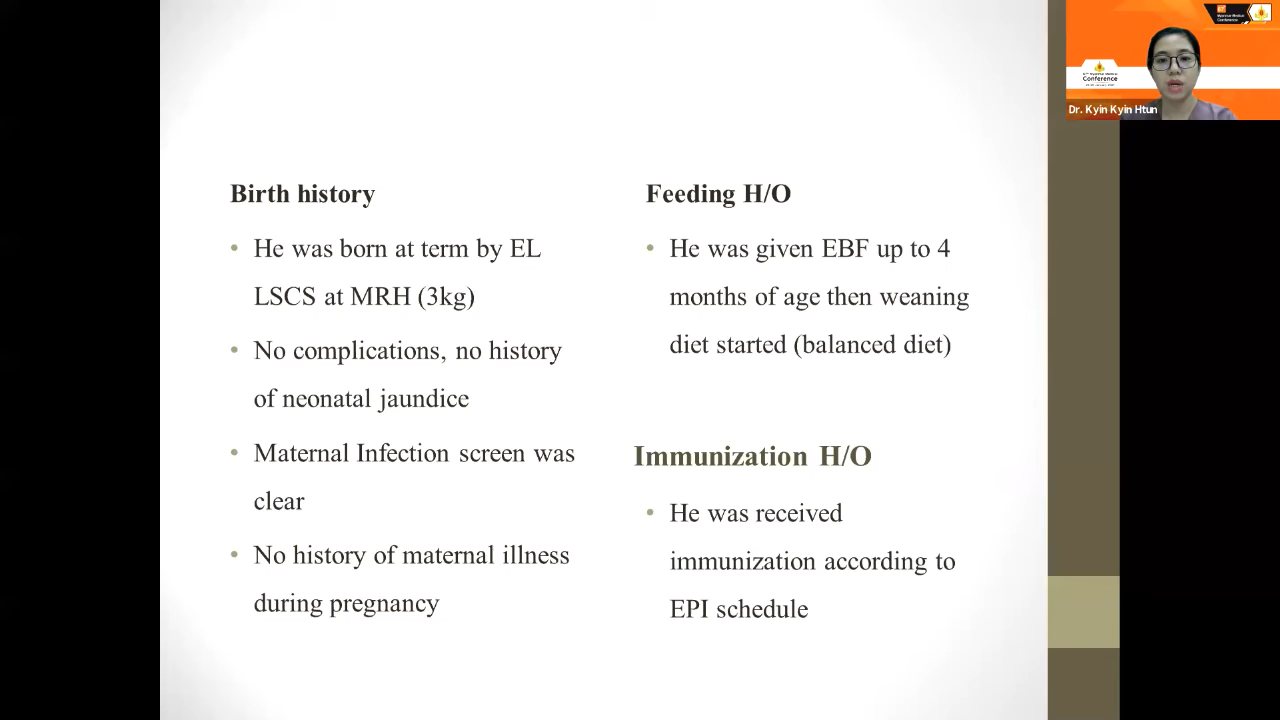 Birth history
• He was born at term by EL
LSCS at MRH (3kg)
• No complications, no history
of neonatal jaundice
• Maternal Infection screen was
clear
• No history of maternal illness
during pregnancy
Feeding H/O
• He was given EBF up to 4
months of age then weaning
diet started (balanced diet)
Immunization H/O
• He was received
immunization according to
EPI schedule
Conference
Dr. Kyin Kyin Htun